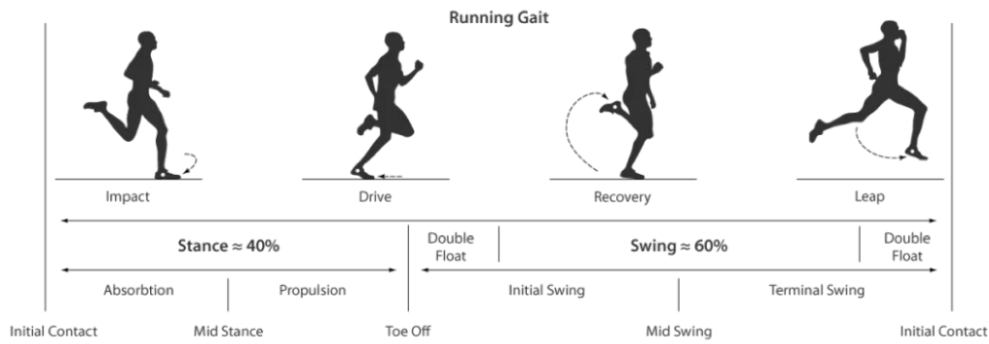 Running Gait
Impact
Drive
Recovery
Leap
Stance ≈ 40%
Double
Float
Swing ≈ 60%
Double
Float
Absorbtion
Propulsion
Initial Swing
Terminal Swing
Initial Contact
Mid Stance
Toe Off
Mid Swing
Initial Contact